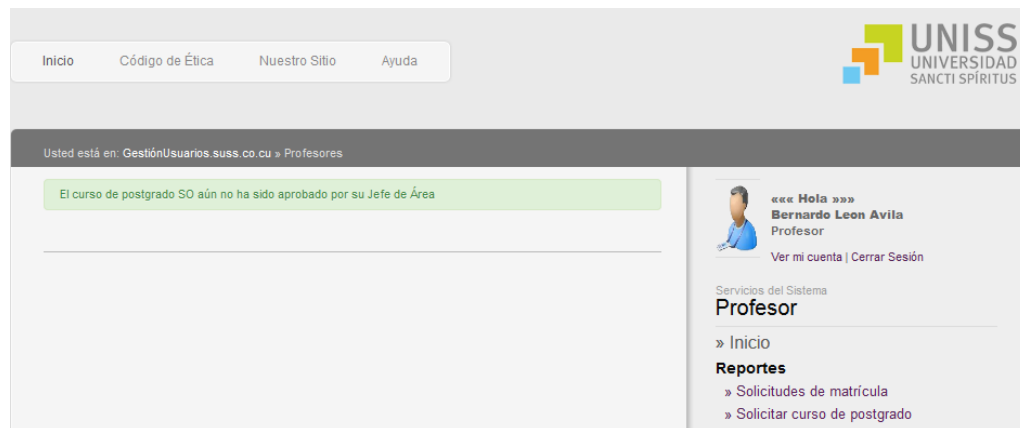 Inicio Código de Ética Nuestro Sitio Ayuda
UNISS
UNIVERSIDAD
SANCTI SPÍRITUS
Usted está en: GestiónUsuarios.suss.co.cu » Profesores
El curso de postgrado SO aún no ha sido aprobado por su Jefe de Área
««« Hola »»»
Bernardo Leon Avila
Profesor
Ver mi cuenta | Cerrar Sesión
Servicios del Sistema
Profesor
» Inicio
Reportes
» Solicitudes de matrícula
» Solicitar curso de postgrado